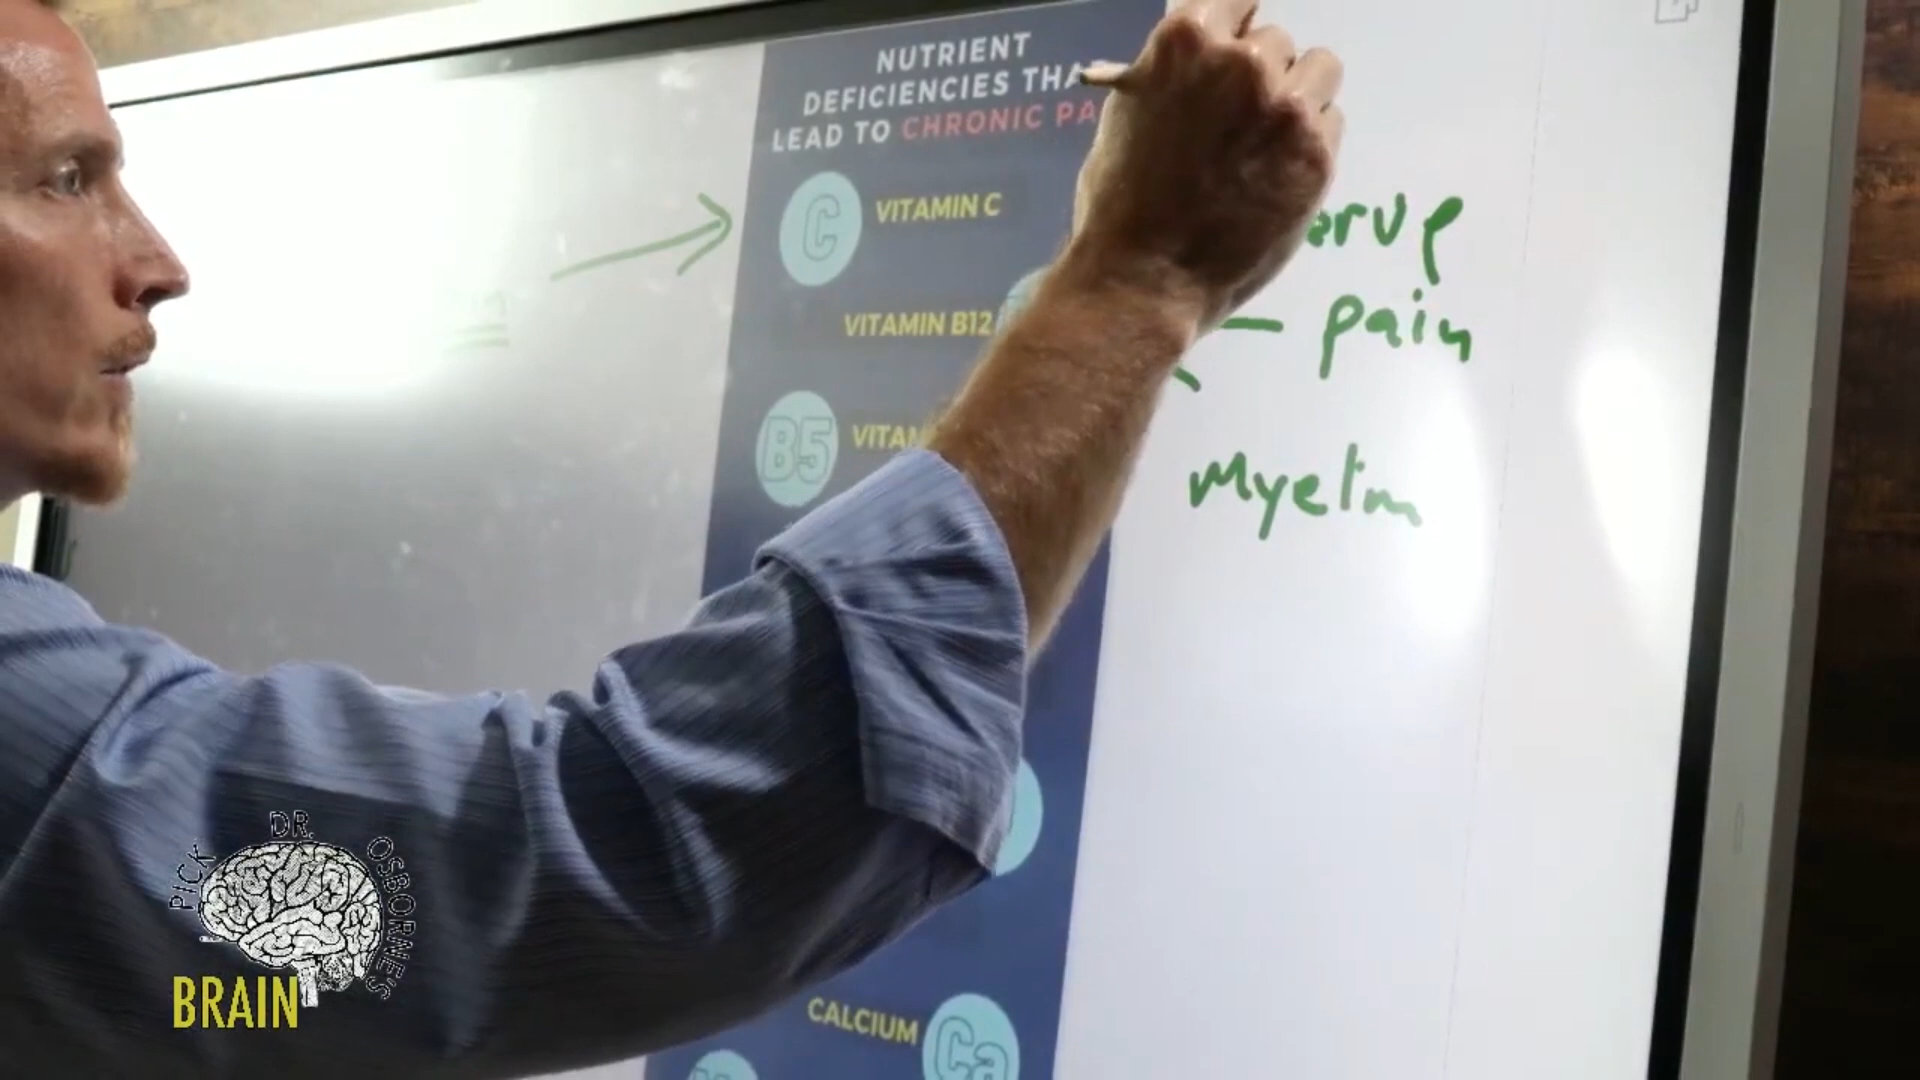 NUTRIENT
DEFICIENCIES THA
LEAD TO CHRONIC PA
C VITAMIN C
VITAMIN B12
B5 VITAM
CALCIUM Ca
erve
pain
Myelin
PICK DR. OSBORNE'S
BRAIN